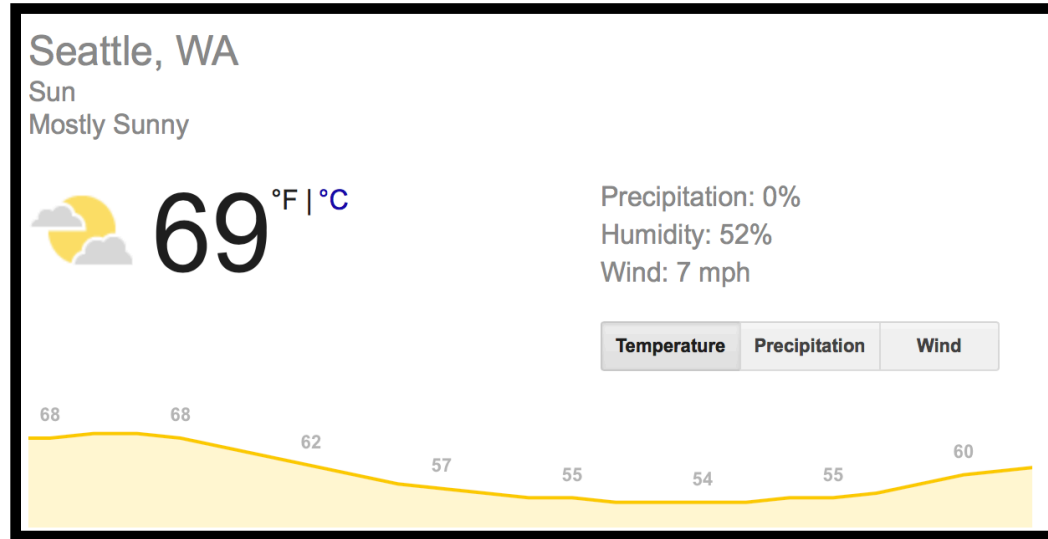 Seattle, WA
Sun
Mostly Sunny
69 °F | °C
Precipitation: 0%
Humidity: 52%
Wind: 7 mph
Temperature Precipitation Wind
68 68 62 57 55 54 55 60